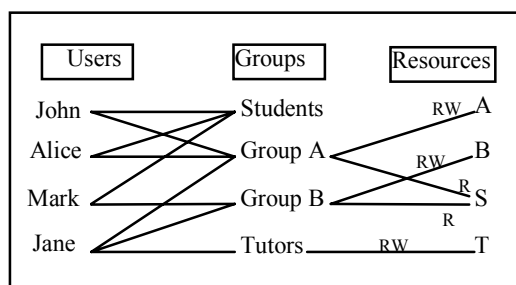 Users Groups Resources
John Students RW A
Alice Group A RW B
Mark Group B R S
R
Jane Tutors RW T